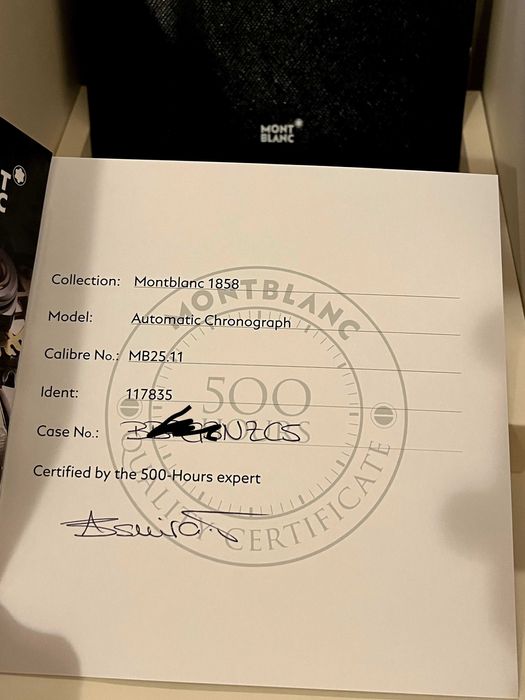 MONT
BLANC
T
C
MONTBLANC
Collection: Montblanc 1858
Model: Automatic Chronograph
Calibre No.: MB25.11
Ident: 117835
500
Case No.:
Certified by the 500-Hours expert
QUALITY CERTIFICATE